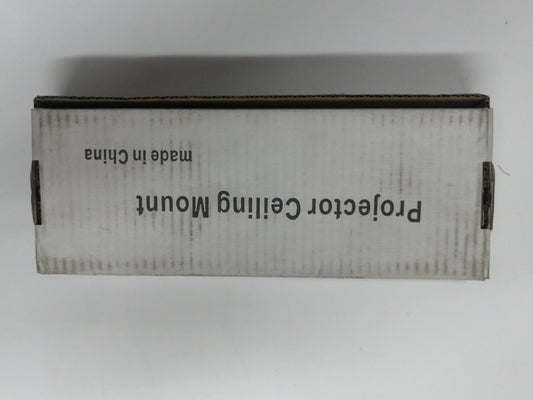 Projector Ceiling Mount
made in China